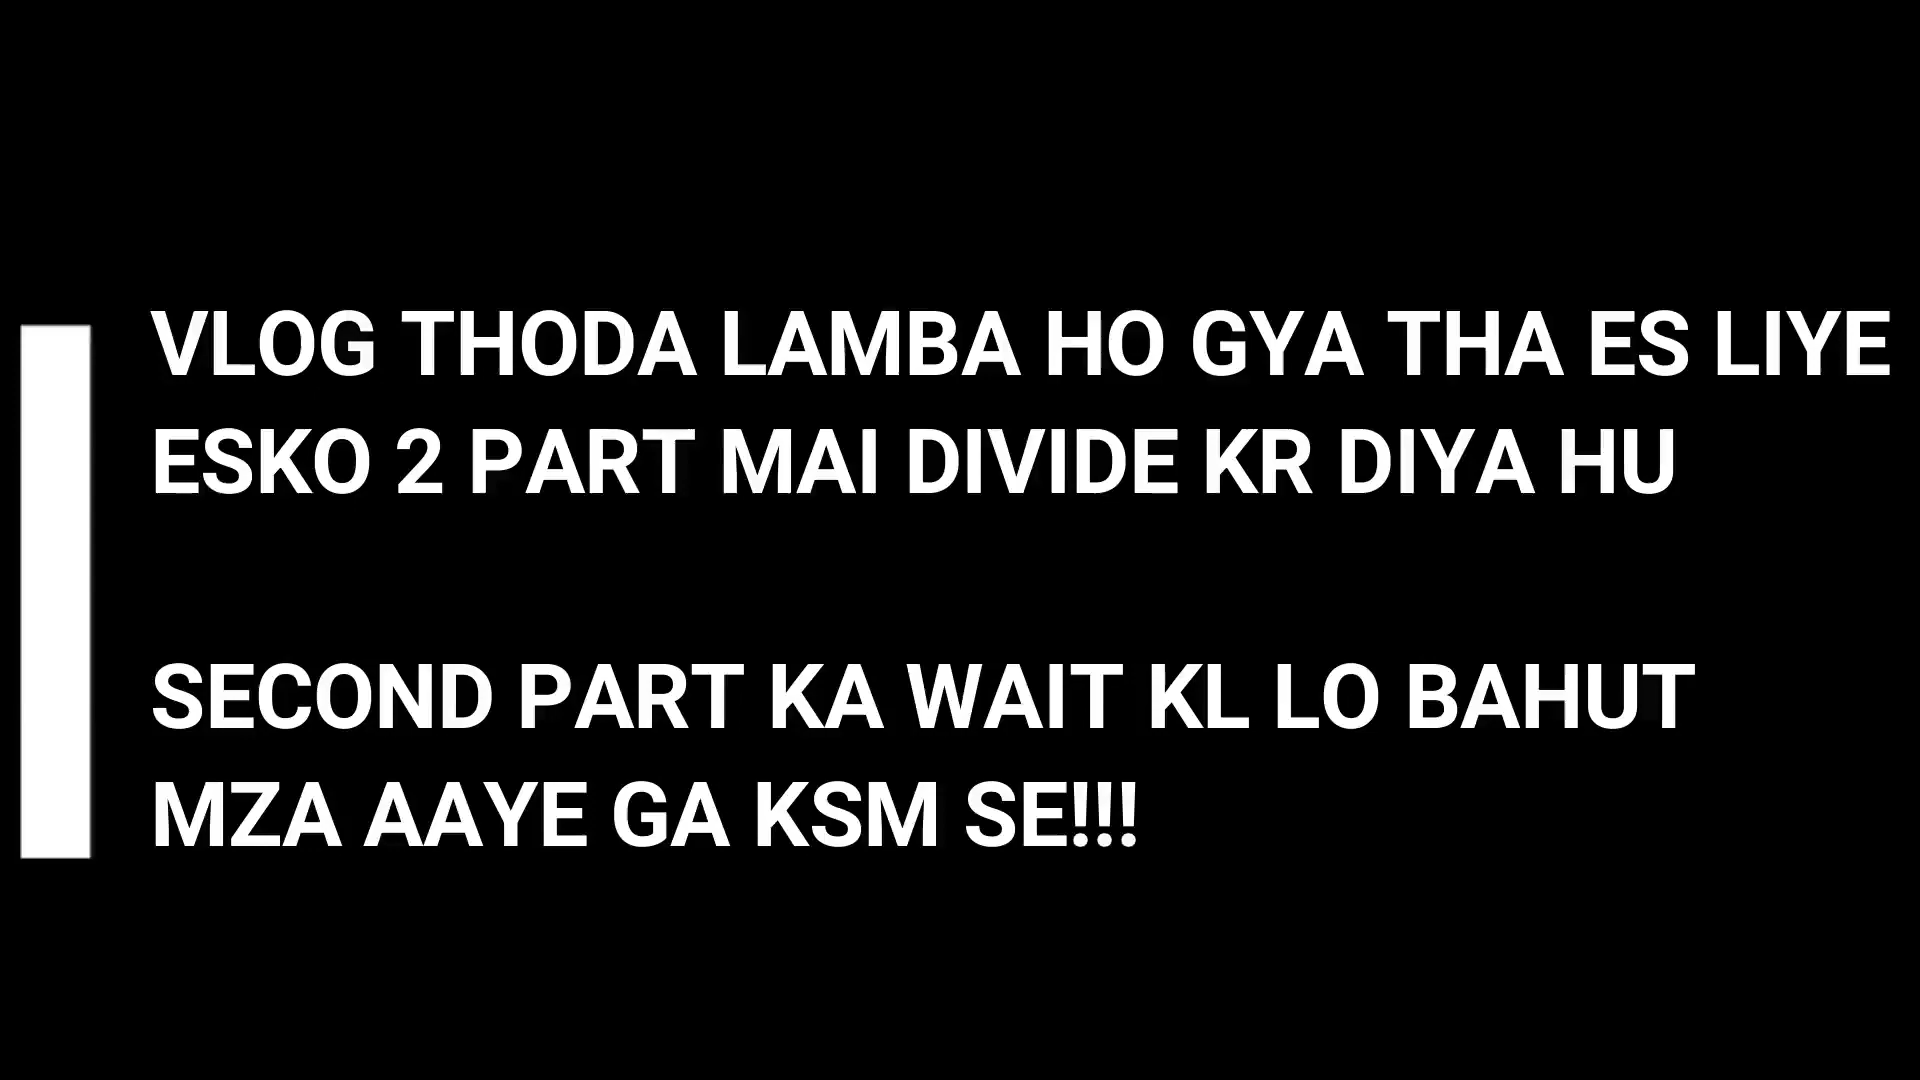 VLOG THODA LAMBA HO GYA THA ES LIYE
ESKO 2 PART MAI DIVIDE KR DIYA HU
SECOND PART KA WAIT KL LO BAHUT
MZA AAYE GA KSM SE!!!